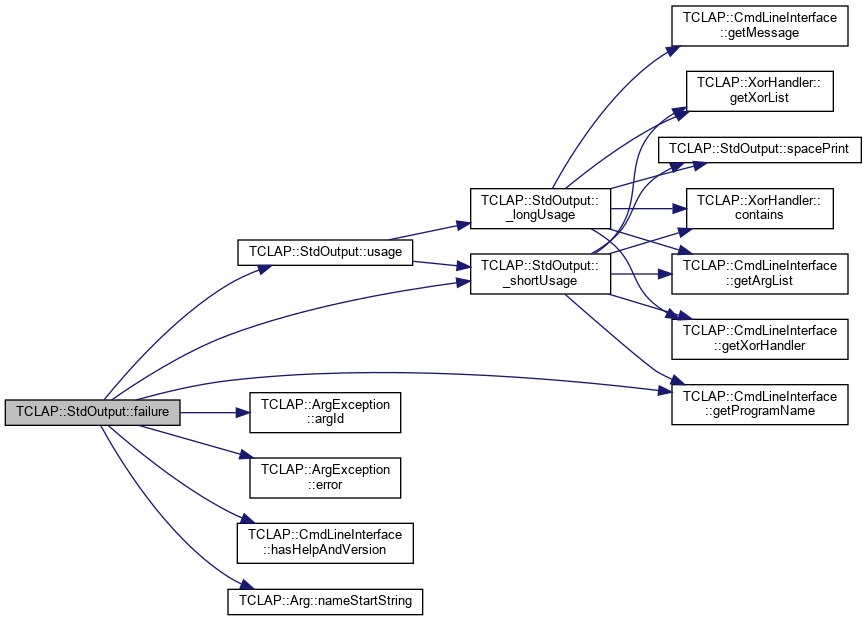 TCLAP::CmdLineInterface
::getMessage
TCLAP::XorHandler::
getXorList
TCLAP::StdOutput::spacePrint
TCLAP::StdOutput::
_longUsage
TCLAP::XorHandler::
contains
TCLAP::StdOutput::usage
TCLAP::StdOutput::
_shortUsage
TCLAP::CmdLineInterface
::getArgList
TCLAP::CmdLineInterface
::getXorHandler
TCLAP::CmdLineInterface
::getProgramName
TCLAP::StdOutput::failure
TCLAP::ArgException
::argId
TCLAP::ArgException
::error
TCLAP::CmdLineInterface
::hasHelpAndVersion
TCLAP::Arg::nameStartString